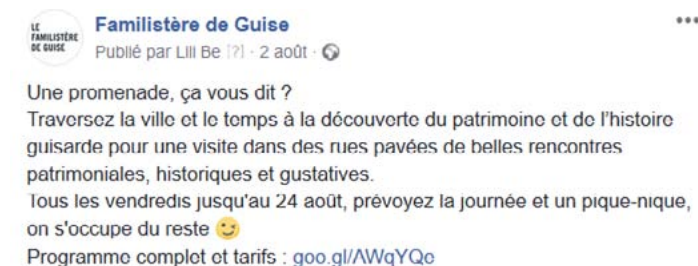 LE
FAMILISTÈRE
DE GUISE
Familistère de Guise
Publié par Lili Be [?] · 2 août ·
Une promenade, ça vous dit ?
Traversez la ville et le temps à la découverte du patrimoine et de l'histoire
guisarde pour une visite dans des rues pavées de belles rencontres
patrimoniales, historiques et gustatives.
Tous les vendredis jusqu'au 24 août, prévoyez la journée et un pique-nique,
on s'occupe du reste 😉
Programme complet et tarifs : goo.gl/AWqYQe